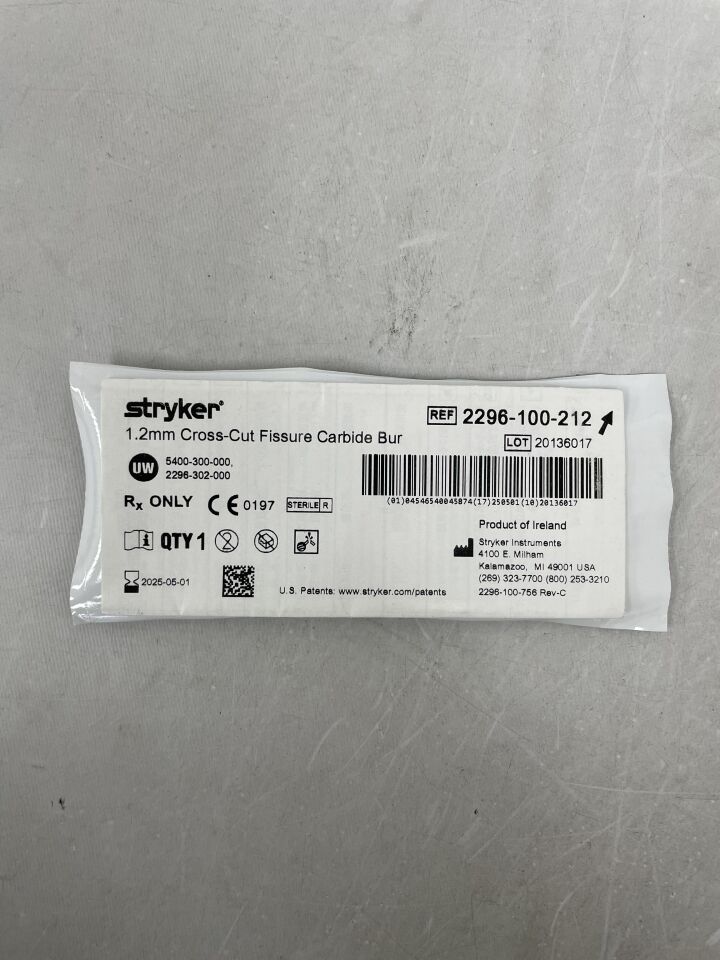 stryker®
1.2mm Cross-Cut Fissure Carbide Bur
REF 2296-100-212
LOT 20136017
UW 5400-300-000,
2296-302-000
(01)04546540045874(17)250501(10)20136017
Rx ONLY CE 0197 STERILE R
QTY 1 2
2025-05-01
U.S. Patents: www.stryker.com/patents
Product of Ireland
Stryker Instruments
4100 E. Milham
Kalamazoo, MI 49001 USA
(269) 323-7700 (800) 253-3210
2296-100-756 Rev-C